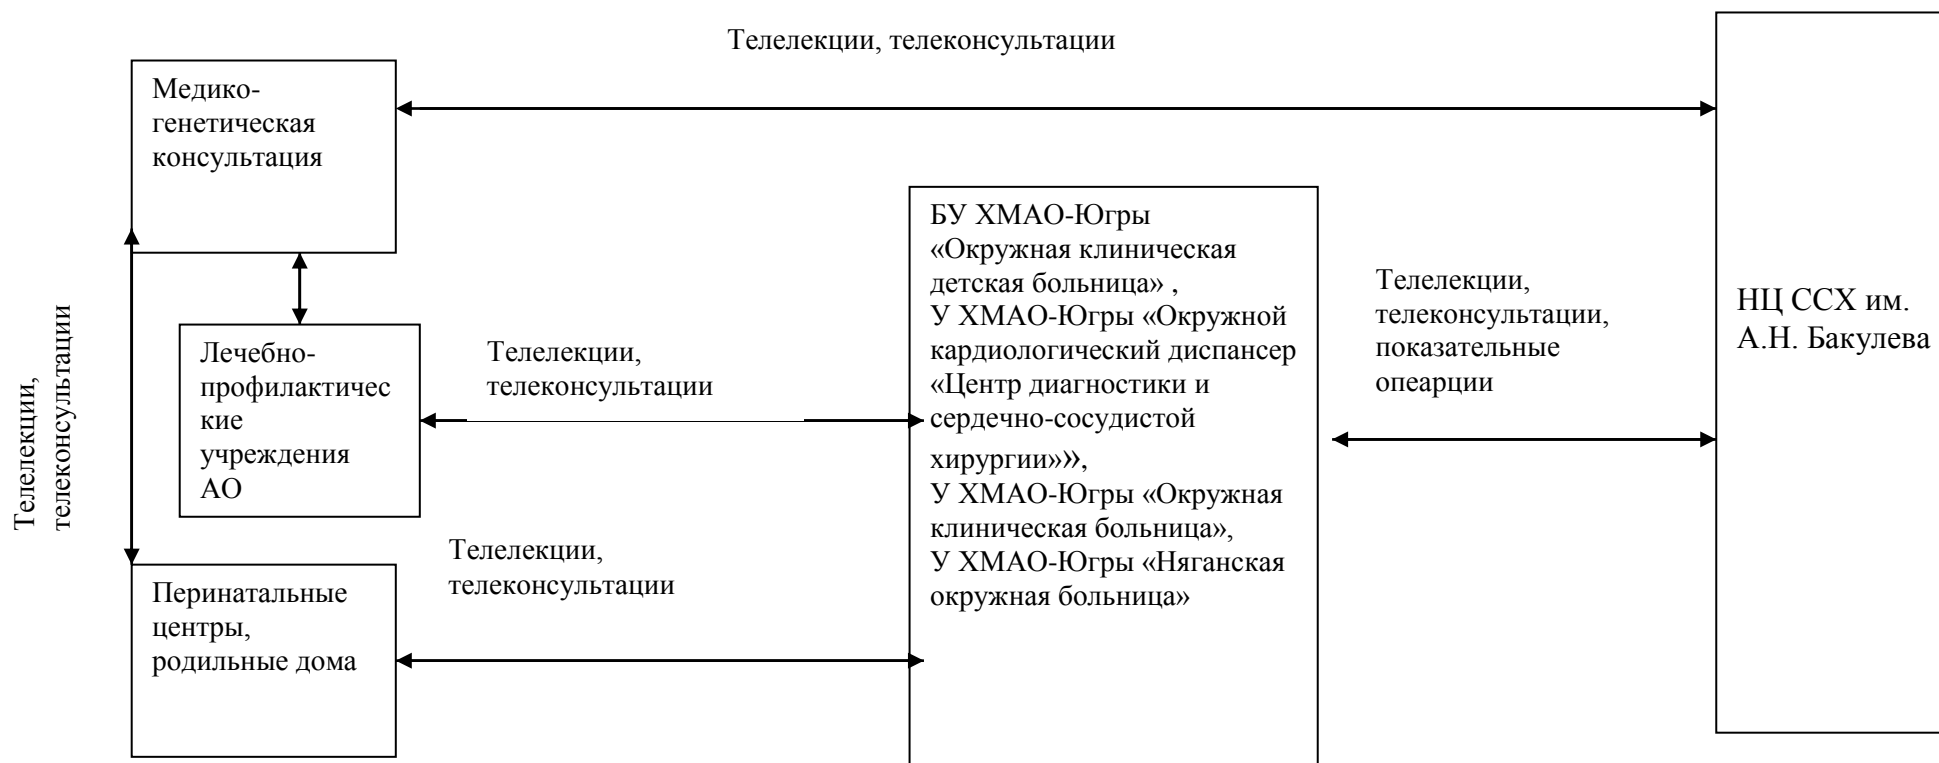 Телелекции, телеконсультации
Медико-
генетическая
консультация
Телелекции,
телеконсультации
Лечебно-
профилактичес
кие
учреждения
АО
Телелекции,
телеконсультации
Перинатальные
центры,
родильные дома
Телелекции,
телеконсультации
БУ ХМАО-Югры
«Окружная клиническая
детская больница» ,
У ХМАО-Югры «Окружной
кардиологический диспансер
«Центр диагностики и
сердечно-сосудистой
хирургии»»,
У ХМАО-Югры «Окружная
клиническая больница»,
У ХМАО-Югры «Няганская
окружная больница»
Телелекции,
телеконсультации,
показательные
опеарции
НЦ ССХ им.
А.Н. Бакулева